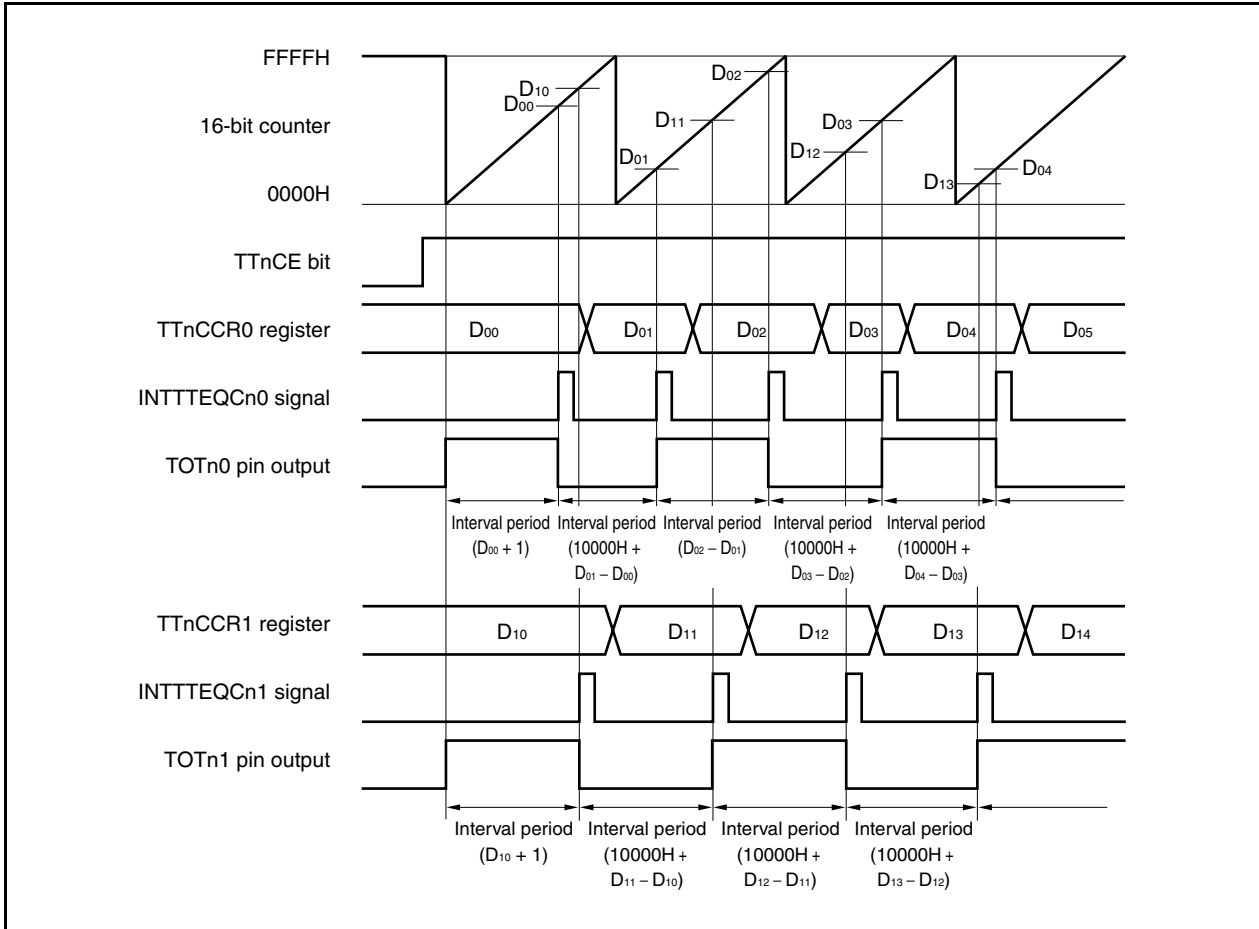 FFFFH
16-bit counter
0000H
D10
D00
D01
D11
D02
D12
D03
D13
D04
TTnCE bit
TTnCCR0 register
D00 D01 D02 D03 D04 D05
INTTTEQCn0 signal
TOTn0 pin output
Interval period
(D00 + 1)
Interval period
(10000H +
D01 – D00)
Interval period
(D02 – D01)
Interval period
(10000H +
D03 – D02)
Interval period
(10000H +
D04 – D03)
TTnCCR1 register
D10 D11 D12 D13 D14
INTTTEQCn1 signal
TOTn1 pin output
Interval period
(D10 + 1)
Interval period
(10000H +
D11 – D10)
Interval period
(10000H +
D12 – D11)
Interval period
(10000H +
D13 – D12)